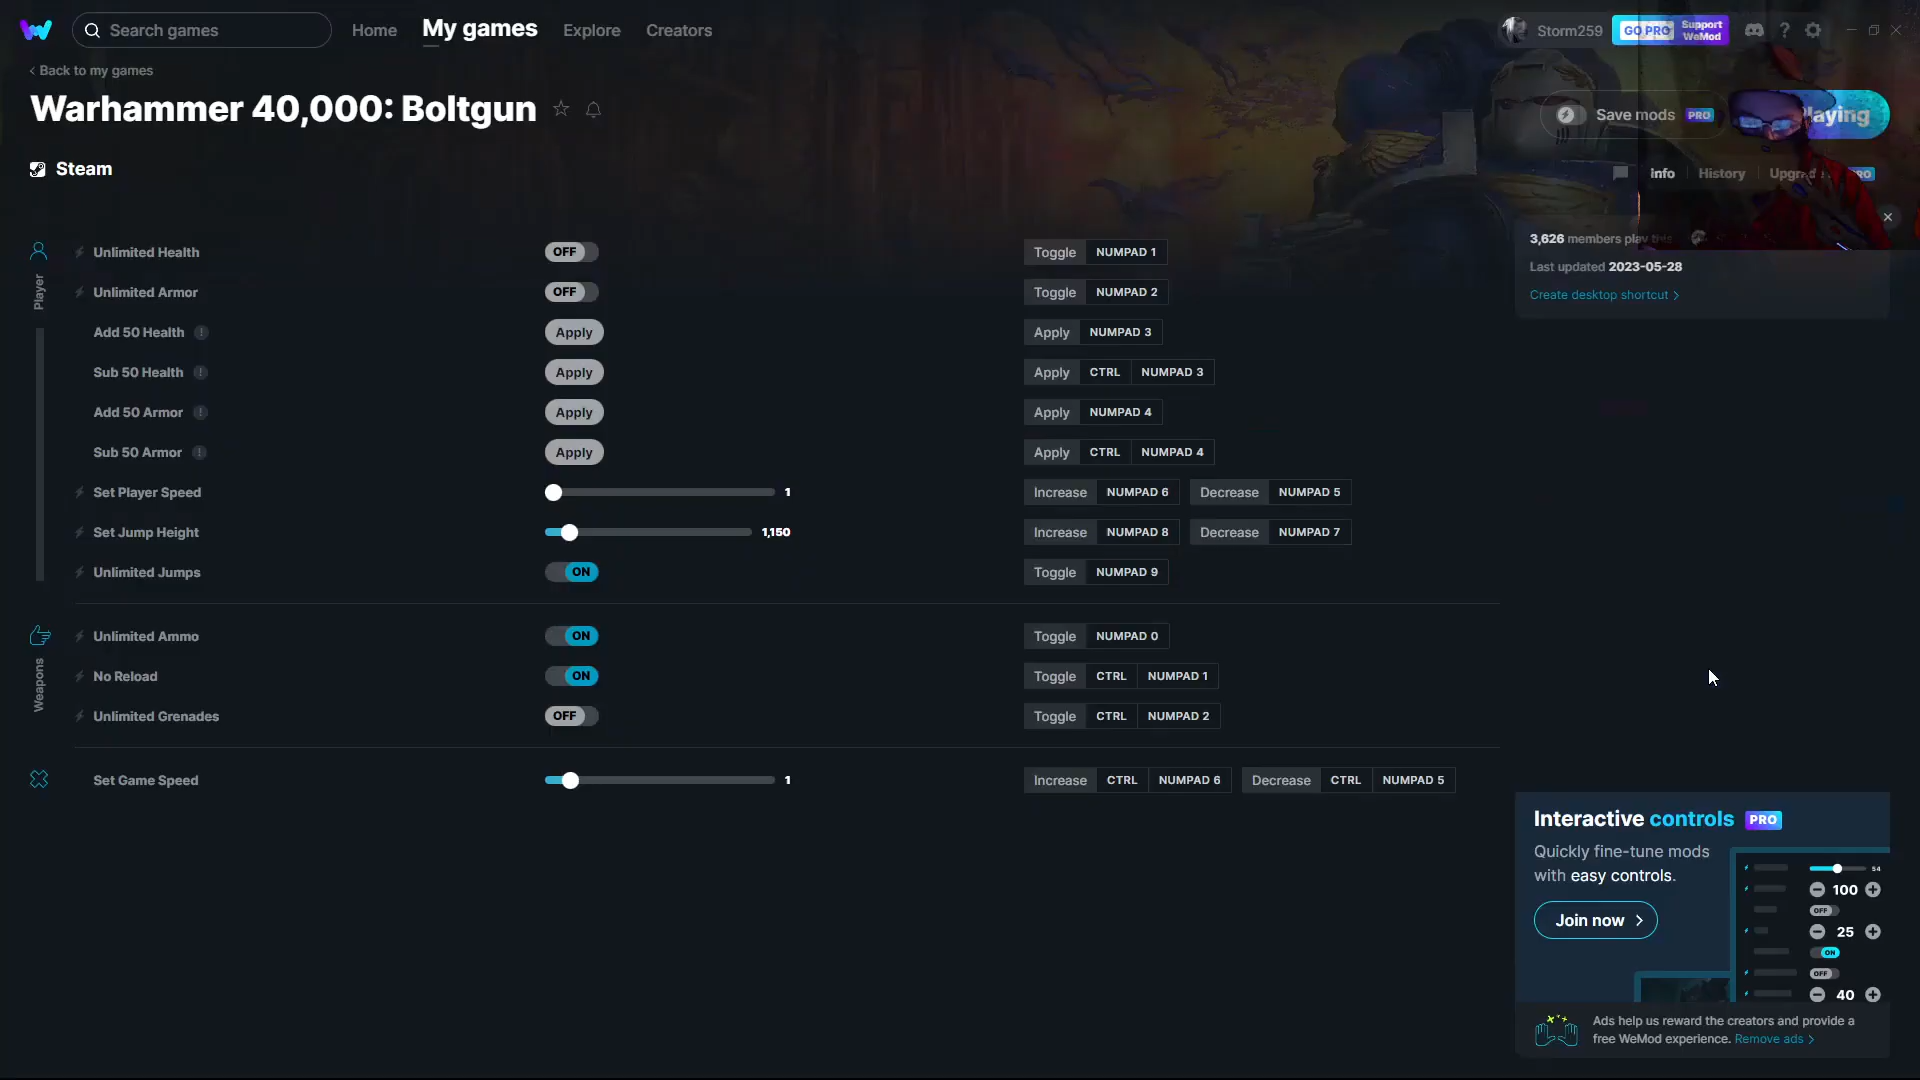 Search games
Home
My games
Explore
Creators
Storm259
GO PRO
Support
WeMod
?
Back to my games
Warhammer 40,000: Boltgun
Save mods PRO
Steam
Info
History
3,626 members play this
Last updated 2023-05-28
Create desktop shortcut
Player
Unlimited Health OFF Toggle NUMPAD 1
Unlimited Armor OFF Toggle NUMPAD 2
Add 50 Health Apply Apply NUMPAD 3
Sub 50 Health Apply Apply CTRL NUMPAD 3
Add 50 Armor Apply Apply NUMPAD 4
Sub 50 Armor Apply Apply CTRL NUMPAD 4
Set Player Speed 1 Increase NUMPAD 6 Decrease NUMPAD 5
Set Jump Height 1,150 Increase NUMPAD 8 Decrease NUMPAD 7
Unlimited Jumps ON Toggle NUMPAD 9
Weapons
Unlimited Ammo ON Toggle NUMPAD 0
No Reload ON Toggle CTRL NUMPAD 1
Unlimited Grenades OFF Toggle CTRL NUMPAD 2
Set Game Speed 1 Increase CTRL NUMPAD 6 Decrease CTRL NUMPAD 5
Interactive controls PRO
Quickly fine-tune mods
with easy controls.
Join now
54
100
OFF
25
ON
OFF
40
Ads help us reward the creators and provide a
free WeMod experience. Remove ads